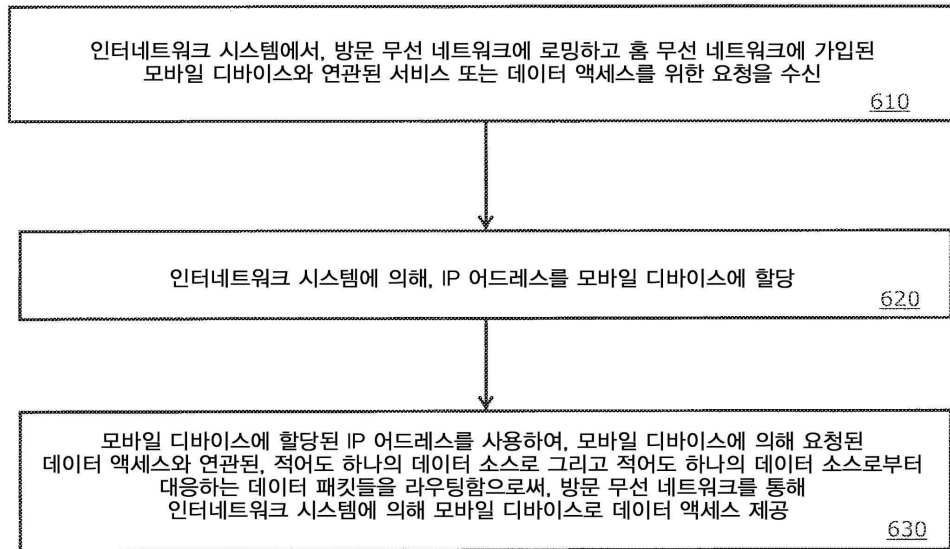 인터네트워크 시스템에서, 방문 무선 네트워크에 로밍하고 홈 무선 네트워크에 가입된
모바일 디바이스와 연관된 서비스 또는 데이터 액세스를 위한 요청을 수신
610
인터네트워크 시스템에 의해, IP 어드레스를 모바일 디바이스에 할당
620
모바일 디바이스에 할당된 IP 어드레스를 사용하여, 모바일 디바이스에 의해 요청된
데이터 액세스와 연관된, 적어도 하나의 데이터 소스로 그리고 적어도 하나의 데이터 소스로부터
대응하는 데이터 패킷들을 라우팅함으로써, 방문 무선 네트워크를 통해
인터네트워크 시스템에 의해 모바일 디바이스로 데이터 액세스 제공
630